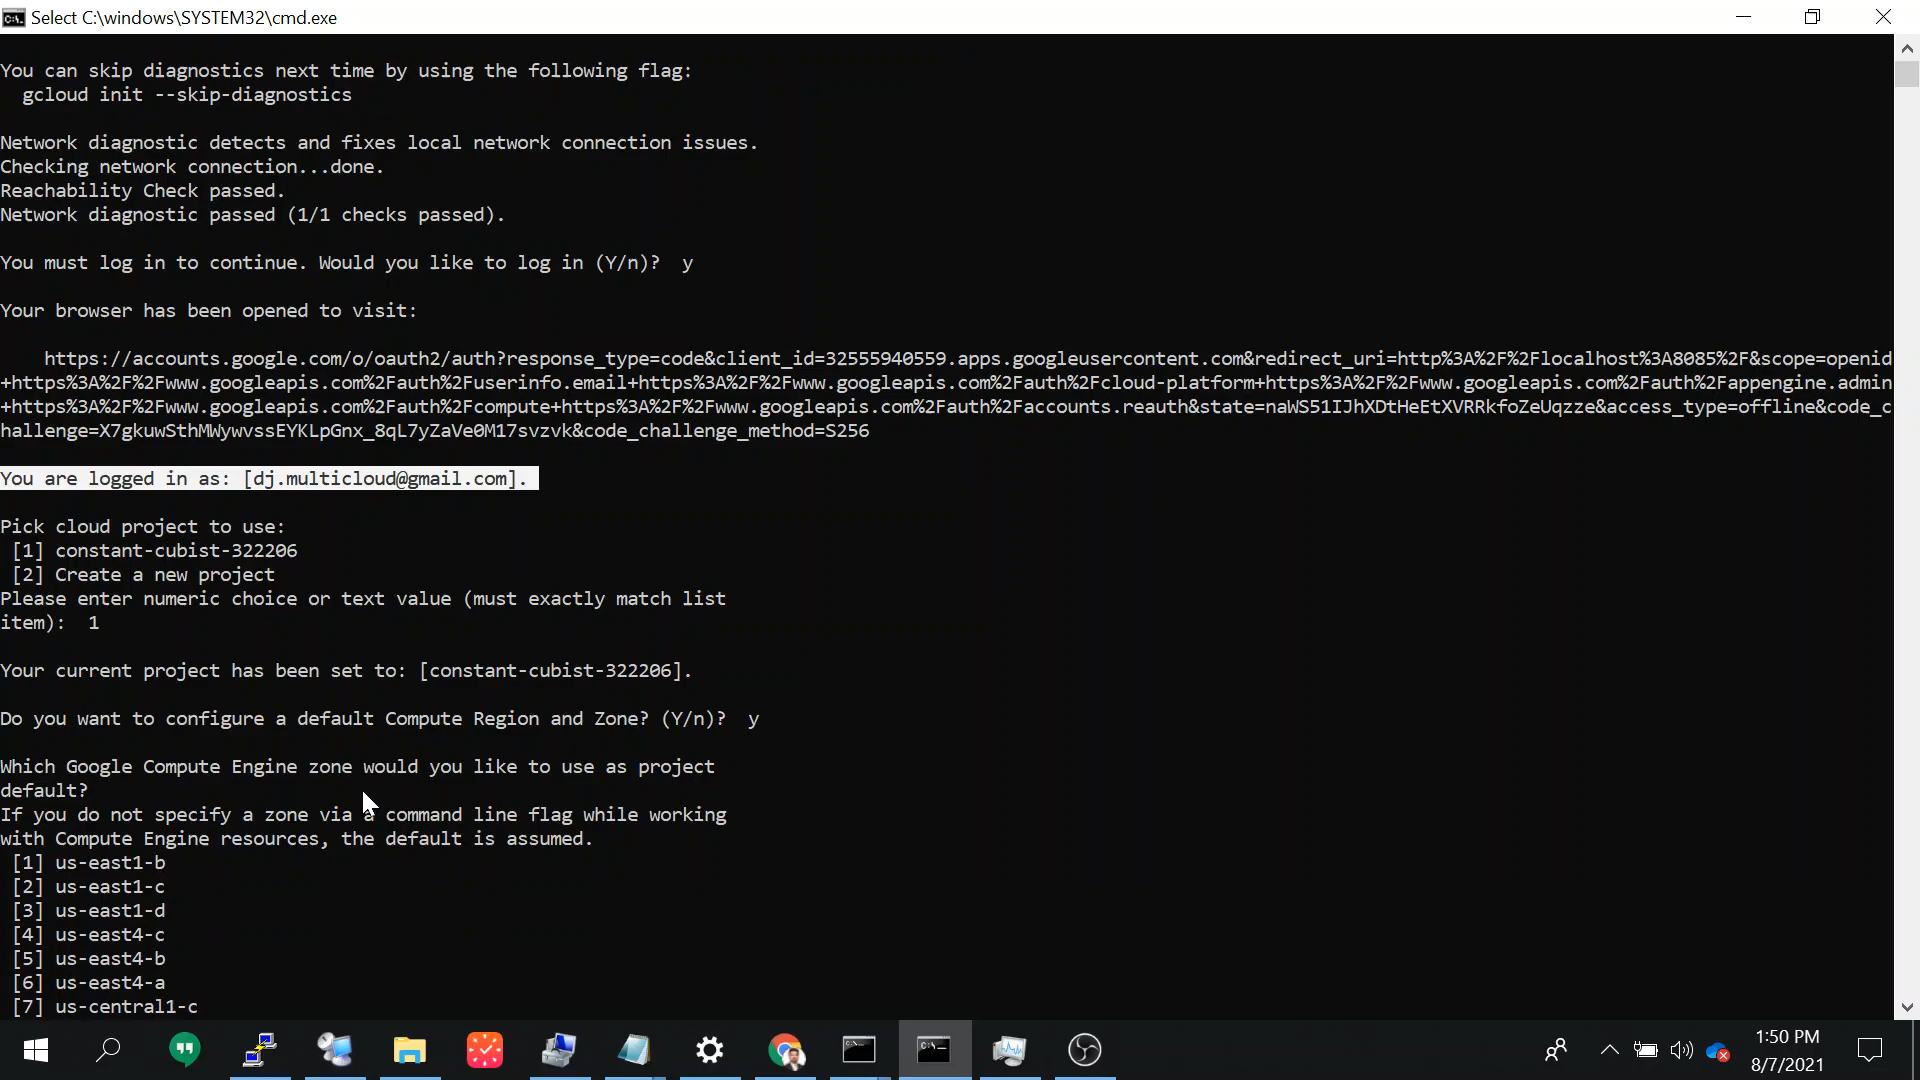 Select C:\windows\SYSTEM32\cmd.exe
You can skip diagnostics next time by using the following flag:
gcloud init --skip-diagnostics
Network diagnostic detects and fixes local network connection issues.
Checking network connection...done.
Reachability Check passed.
Network diagnostic passed (1/1 checks passed).
You must log in to continue. Would you like to log in (Y/n)?  y
Your browser has been opened to visit:
https://accounts.google.com/o/oauth2/auth?response_type=code&client_id=32555940559.apps.googleusercontent.com&redirect_uri=http%3A%2F%2Flocalhost%3A8085%2F&scope=openid
+https%3A%2F%2Fwww.googleapis.com%2Fauth%2Fuserinfo.email+https%3A%2F%2Fwww.googleapis.com%2Fauth%2Fcloud-platform+https%3A%2F%2Fwww.googleapis.com%2Fauth%2Fappengine.admin
+https%3A%2F%2Fwww.googleapis.com%2Fauth%2Fcompute+https%3A%2F%2Fwww.googleapis.com%2Fauth%2Faccounts.reauth&state=naWS51IJhXDtHeEtXVRRkfoZeUqzze&access_type=offline&code_c
hallenge=X7gkuwSthMWywvssEYKLpGnx_8qL7yZaVe0M17svzvk&code_challenge_method=S256
You are logged in as: [dj.multicloud@gmail.com].
Pick cloud project to use:
[1] constant-cubist-322206
[2] Create a new project
Please enter numeric choice or text value (must exactly match list
item):  1
Your current project has been set to: [constant-cubist-322206].
Do you want to configure a default Compute Region and Zone? (Y/n)?  y
Which Google Compute Engine zone would you like to use as project
default?
If you do not specify a zone via a command line flag while working
with Compute Engine resources, the default is assumed.
[1] us-east1-b
[2] us-east1-c
[3] us-east1-d
[4] us-east4-c
[5] us-east4-b
[6] us-east4-a
[7] us-central1-c
1:50 PM
8/7/2021